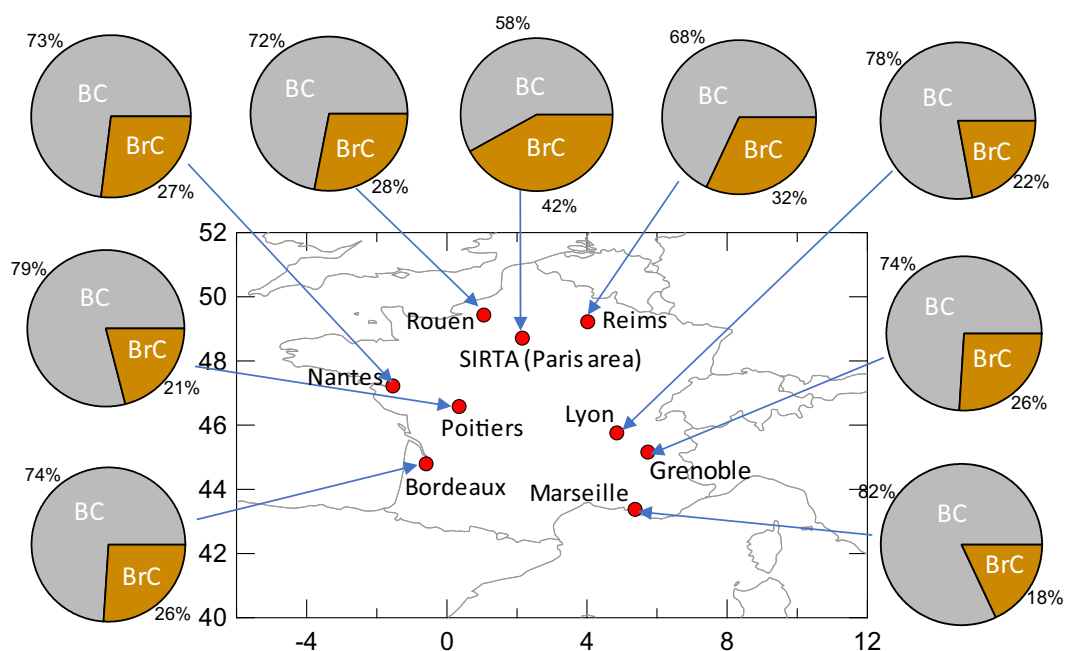 73%
BC
BrC
27%
72%
BC
BrC
28%
58%
BC
BrC
42%
68%
BC
BrC
32%
78%
BC
BrC
22%
79%
BC
BrC
21%
74%
BC
BrC
26%
74%
BC
BrC
26%
82%
BC
BrC
18%
52
50
48
46
44
42
40
Rouen
Reims
SIRTA (Paris area)
Nantes
Poitiers
Lyon
Grenoble
Bordeaux
Marseille
-4
0
4
8
12